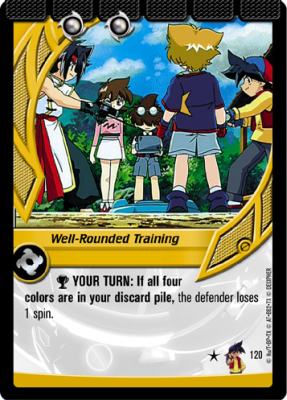 Well-Rounded Training
YOUR TURN: If all four
colors are in your discard pile, the defender loses
1 spin.
120